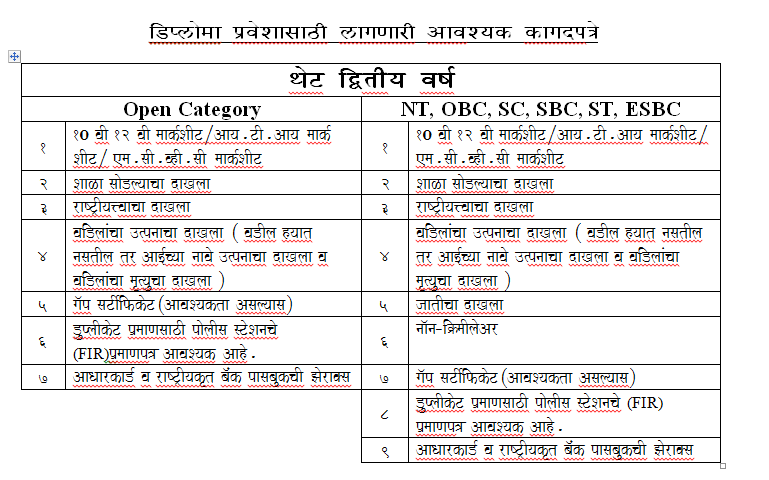 डिप्लोमा प्रवेशासाठी लागणारी आवश्यक कागदपत्रे
थेट द्वितीय वर्ष
Open Category
१ १० वी १२ वी मार्कशीट/आय.टी.आय मार्क
शीट/ एम.सी.व्ही.सी मार्कशीट
२ शाळा सोडल्याचा दाखला
३ राष्ट्रीयत्त्वाचा दाखला
४ वडिलांचा उत्पनाचा दाखला ( वडील हयात
नसतील तर आईच्या नावे उत्पनाचा दाखला व
वडिलांचा मृत्युचा दाखला )
५ गॅप सर्टीफिकेट(आवश्यकता असल्यास)
६ डुप्लीकेट प्रमाणसाठी पोलीस स्टेशनचे
(FIR)प्रमाणपत्र आवश्यक आहे.
७ आधारकार्ड व राष्ट्रीयकृत बॅंक पासबुकची झेराक्स
NT, OBC, SC, SBC, ST, ESBC
१ १० वी १२ वी मार्कशीट/आय.टी.आय मार्कशीट/
एम.सी.व्ही.सी मार्कशीट
२ शाळा सोडल्याचा दाखला
३ राष्ट्रीयत्त्वाचा दाखला
४ वडिलांचा उत्पनाचा दाखला ( वडील हयात नसतील
तर आईच्या नावे उत्पनाचा दाखला व वडिलांचा
मृत्युचा दाखला )
५ जातीचा दाखला
६ नॉन-क्रिमीलेअर
७ गॅप सर्टीफिकेट(आवश्यकता असल्यास)
८ डुप्लीकेट प्रमाणसाठी पोलीस स्टेशनचे (FIR)
प्रमाणपत्र आवश्यक आहे.
९ आधारकार्ड व राष्ट्रीयकृत बॅंक पासबुकची झेराक्स